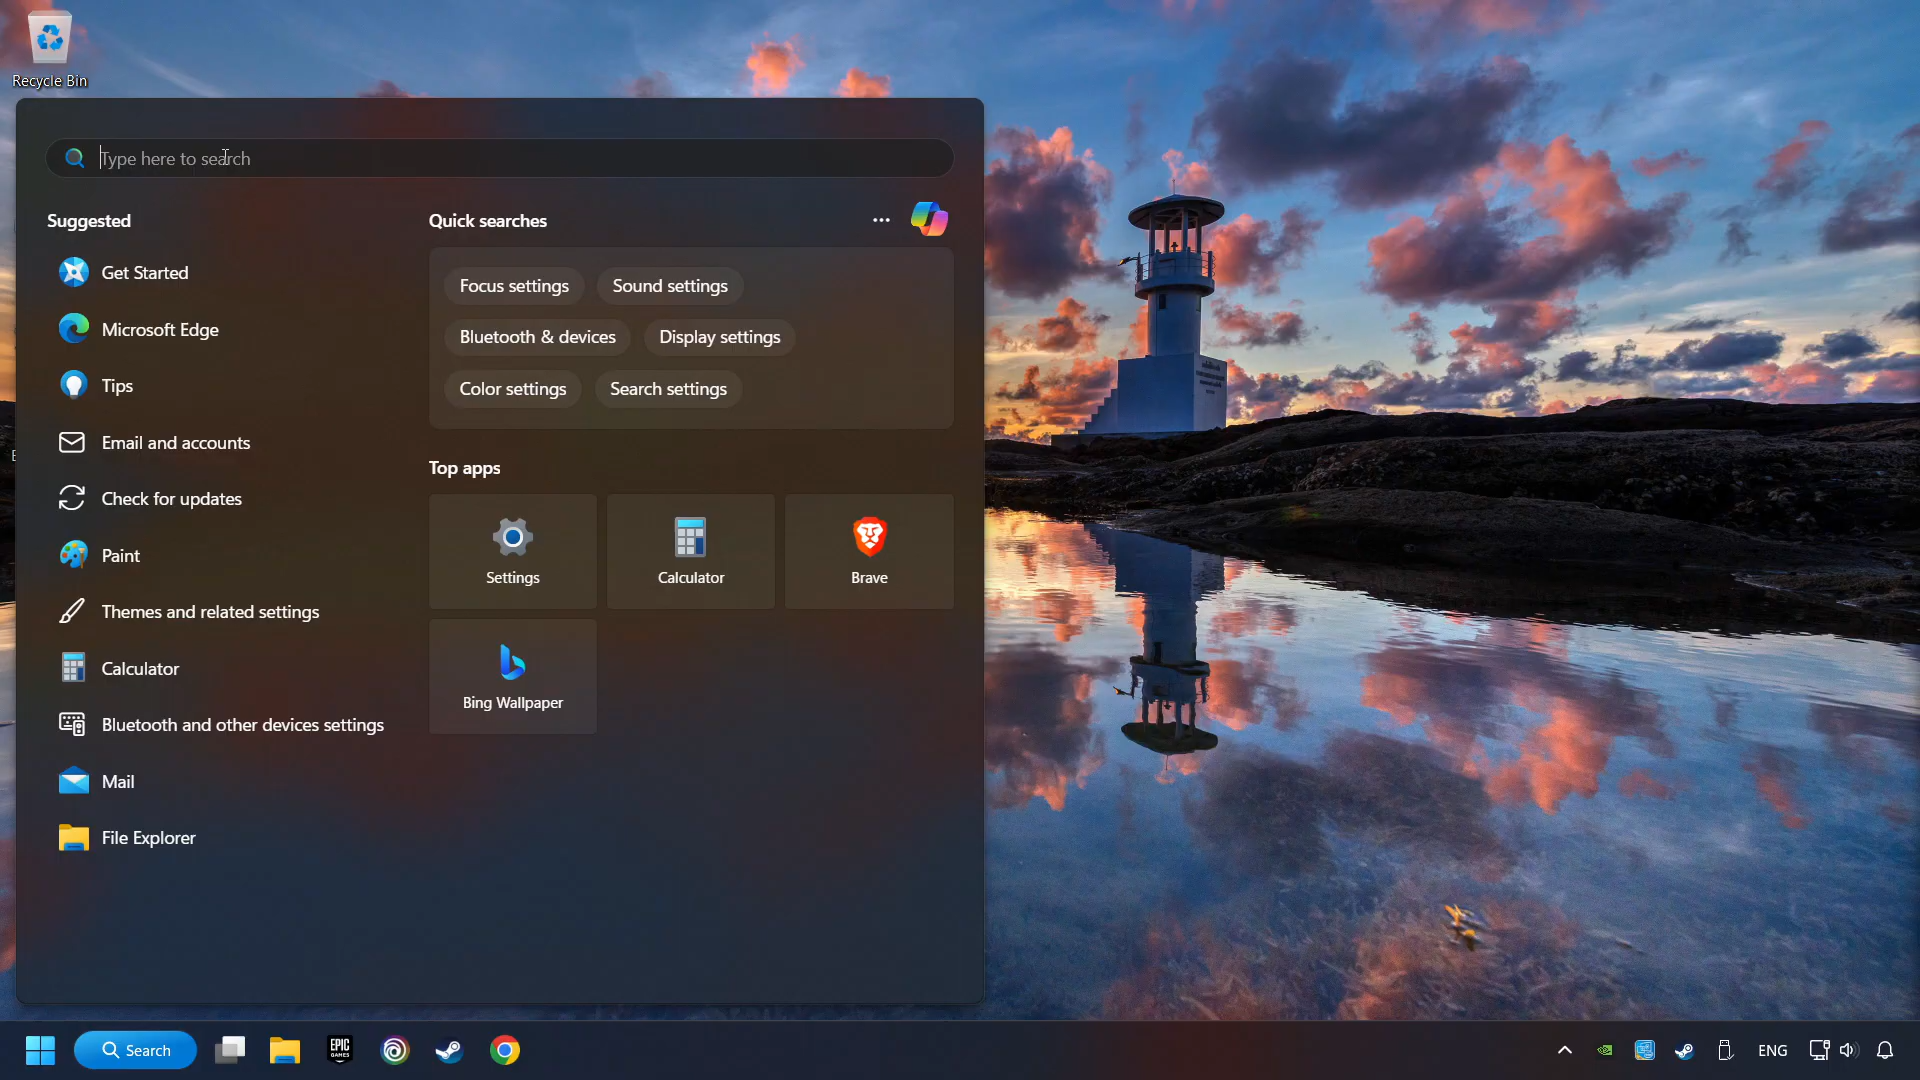 Recycle Bin
Type here to search
Suggested
Get Started
Microsoft Edge
Tips
Email and accounts
Check for updates
Paint
Themes and related settings
Calculator
Bluetooth and other devices settings
Mail
File Explorer
Quick searches
Focus settings
Sound settings
Bluetooth & devices
Display settings
Color settings
Search settings
Top apps
Settings
Calculator
Brave
Bing Wallpaper
Search
EPIC
GAMES
ENG